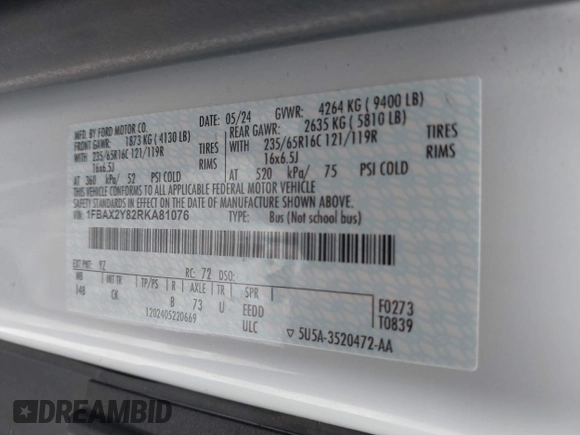 MFD. BY FORD MOTOR CO.
DATE: 05/24
GVWR: 4264 KG ( 9400 LB)
FRONT GAWR: 1873 KG ( 4130 LB)
REAR GAWR: 2635 KG ( 5810 LB)
WITH 235/65R16C 121/119R TIRES
WITH 235/65R16C 121/119R TIRES
16x6.5J RIMS
16x6.5J RIMS
AT 360 kPa/ 52 PSI COLD
AT 520 kPa/ 75 PSI COLD
THIS VEHICLE CONFORMS TO ALL APPLICABLE FEDERAL MOTOR VEHICLE
SAFETY STANDARDS IN EFFECT ON THE DATE OF MANUFACTURE SHOWN ABOVE.
VIN: 1FBAX2Y82RKA81076
TYPE: Bus (Not school bus)
EXT PNT: YZ RC: 72 DSO:
WB INT TR TP/PS R AXLE TR SPR
148 CK B 73 U EEDD
ULC
1202405220669
F0273
T0839
▽ 5U5A-3520472-AA
DREAMBID